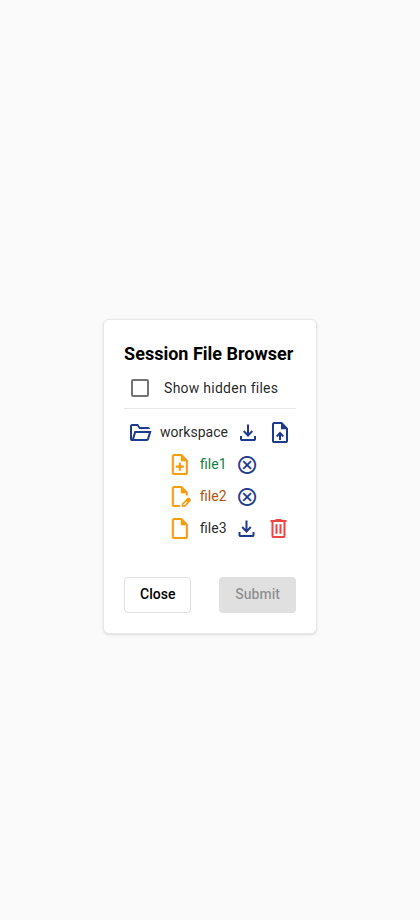 Session File Browser
Show hidden files
workspace
file1
file2
file3
Close Submit